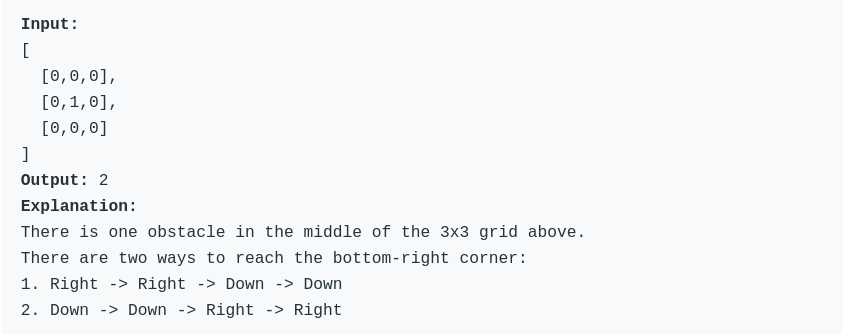 Input:
[
  [0,0,0],
  [0,1,0],
  [0,0,0]
]
Output: 2
Explanation:
There is one obstacle in the middle of the 3x3 grid above.
There are two ways to reach the bottom-right corner:
1. Right -> Right -> Down -> Down
2. Down -> Down -> Right -> Right